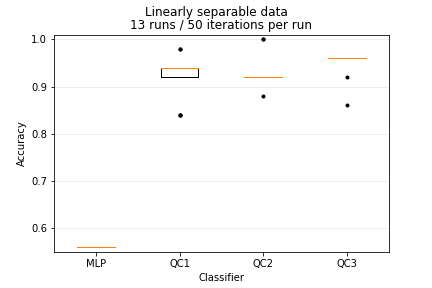 Linearly separable data
13 runs / 50 iterations per run
1.0
0.9
0.8
0.7
0.6
Accuracy
MLP QC1 QC2 QC3
Classifier